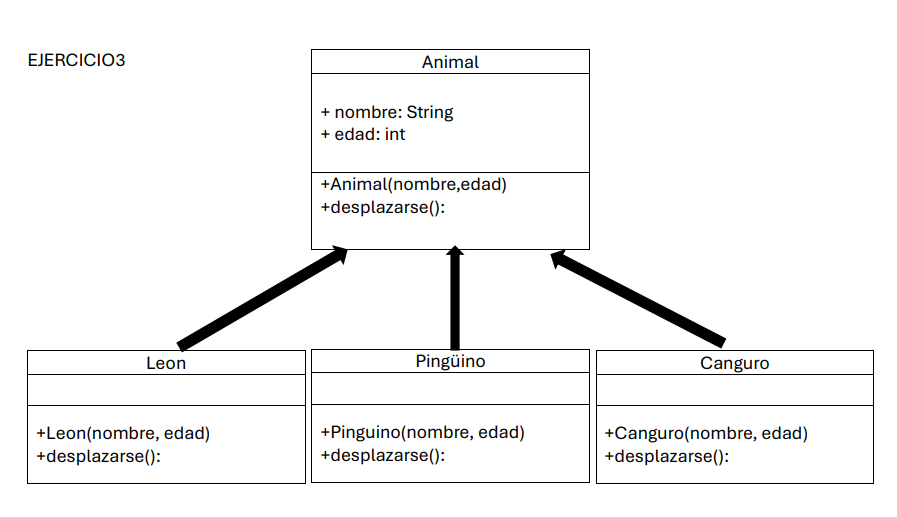 EJERCICIO3
Animal
+ nombre: String
+ edad: int
+Animal(nombre,edad)
+desplazarse():
Leon
+Leon(nombre, edad)
+desplazarse():
Pingüino
+Pinguino(nombre, edad)
+desplazarse():
Canguro
+Canguro(nombre, edad)
+desplazarse():